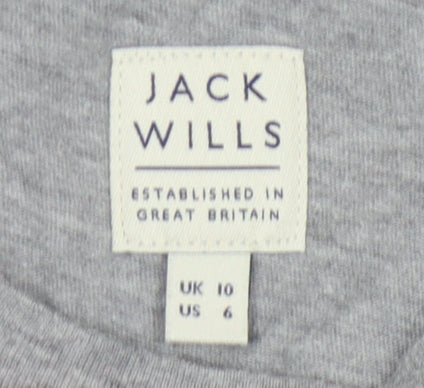 JACK
WILLS
ESTABLISHED IN
GREAT BRITAIN
UK 10
US 6